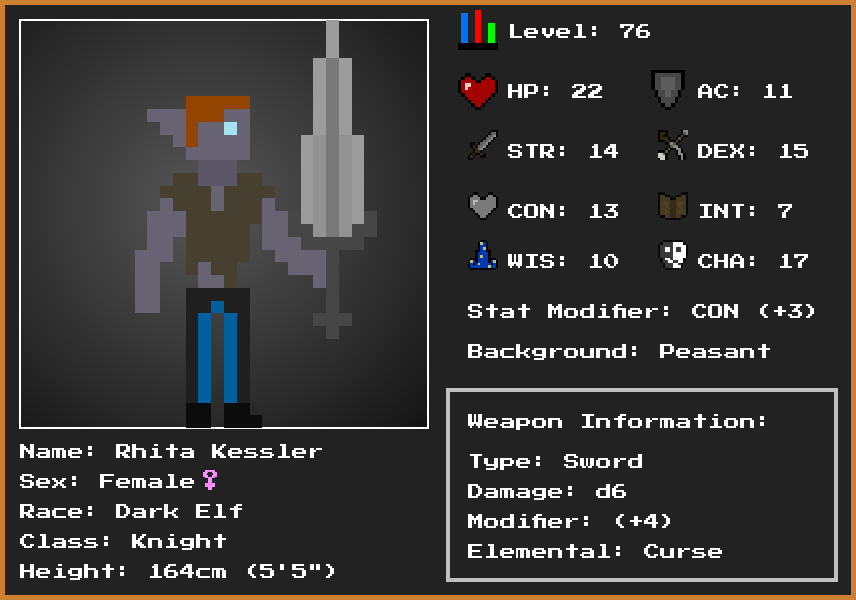 Level: 76
HP: 22 AC: 11
STR: 14 DEX: 15
CON: 13 INT: 7
WIS: 10 CHA: 17
Stat Modifier: CON (+3)
Background: Peasant
Weapon Information:
Type: Sword
Damage: d6
Modifier: (+4)
Elemental: Curse
Name: Rhita Kessler
Sex: Female♀
Race: Dark Elf
Class: Knight
Height: 164cm (5'5")